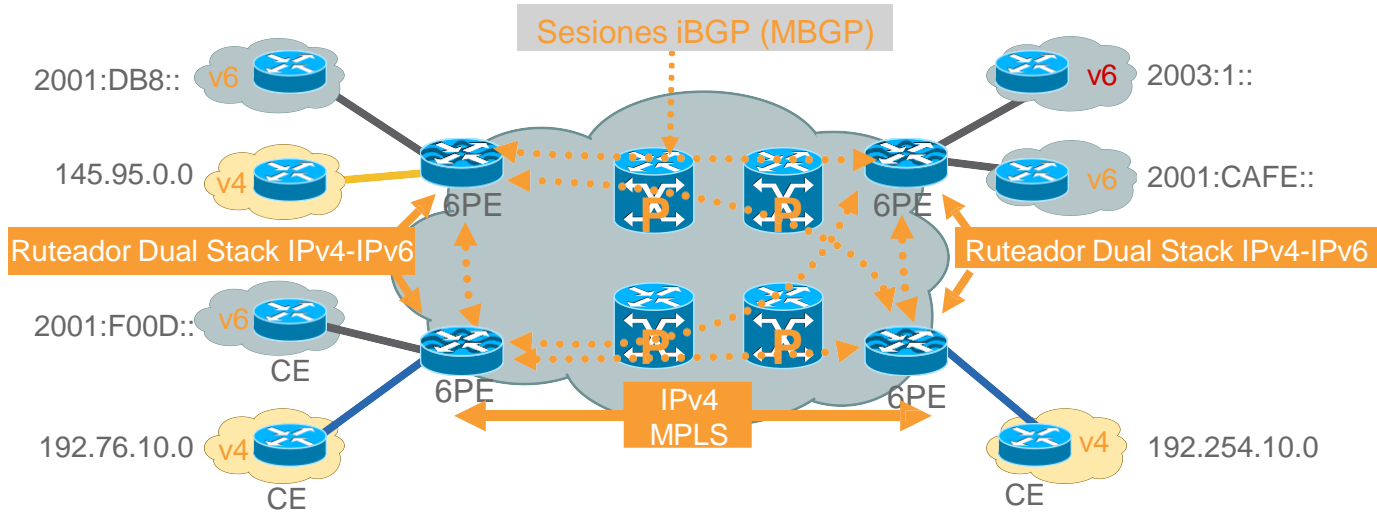 Sesiones iBGP (MBGP)
2001:DB8::
v6
v6
2003:1::
145.95.0.0
v4
6PE
P
P
6PE
v6
2001:CAFE::
Ruteador Dual Stack IPv4-IPv6
Ruteador Dual Stack IPv4-IPv6
2001:F00D::
v6
CE
6PE
P
P
6PE
IPv4
MPLS
192.76.10.0
v4
CE
v4
192.254.10.0
CE